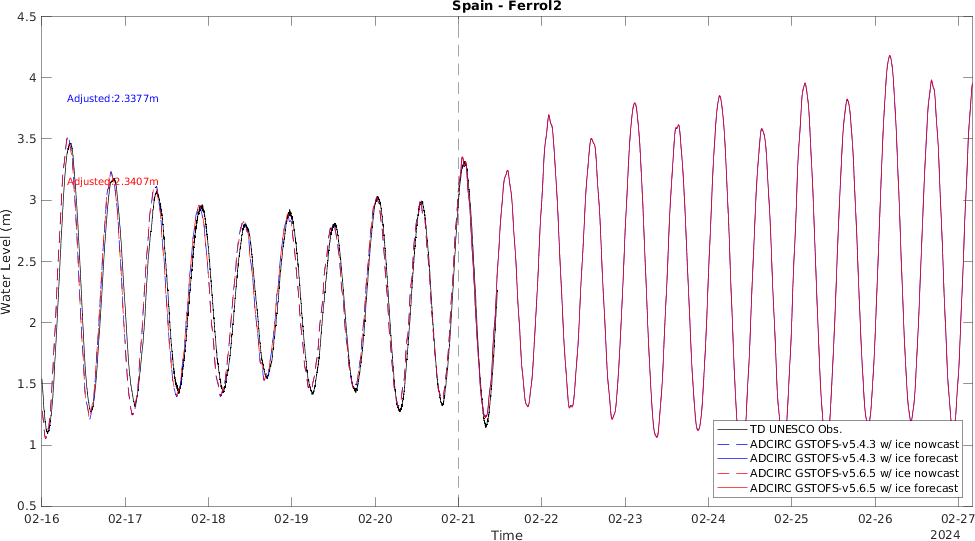 Spain - Ferrol2
4.5
4
3.5
3
2.5
2
1.5
1
0.5
Water Level (m)
Adjusted:2.3377m
Adjusted:2.3407m
TD UNESCO Obs.
ADCIRC GSTOFS-v5.4.3 w/ ice nowcast
ADCIRC GSTOFS-v5.4.3 w/ ice forecast
ADCIRC GSTOFS-v5.6.5 w/ ice nowcast
ADCIRC GSTOFS-v5.6.5 w/ ice forecast
02-16 02-17 02-18 02-19 02-20 02-21 02-22 02-23 02-24 02-25 02-26 02-27
Time
2024